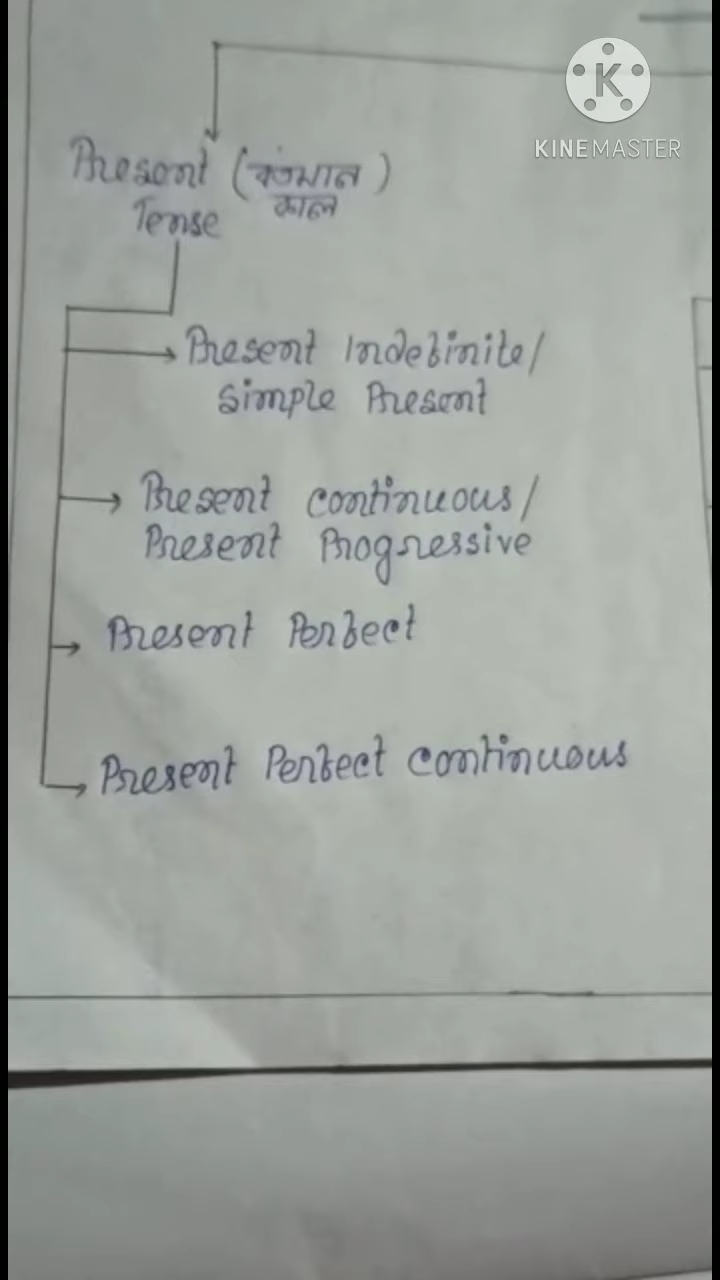 K
KINEMASTER
Present (वर्तमान काल)
Tense
Present Indefinite/
Simple Present
Present continuous/
Present Progressive
Present Perfect
Present Perfect continuous